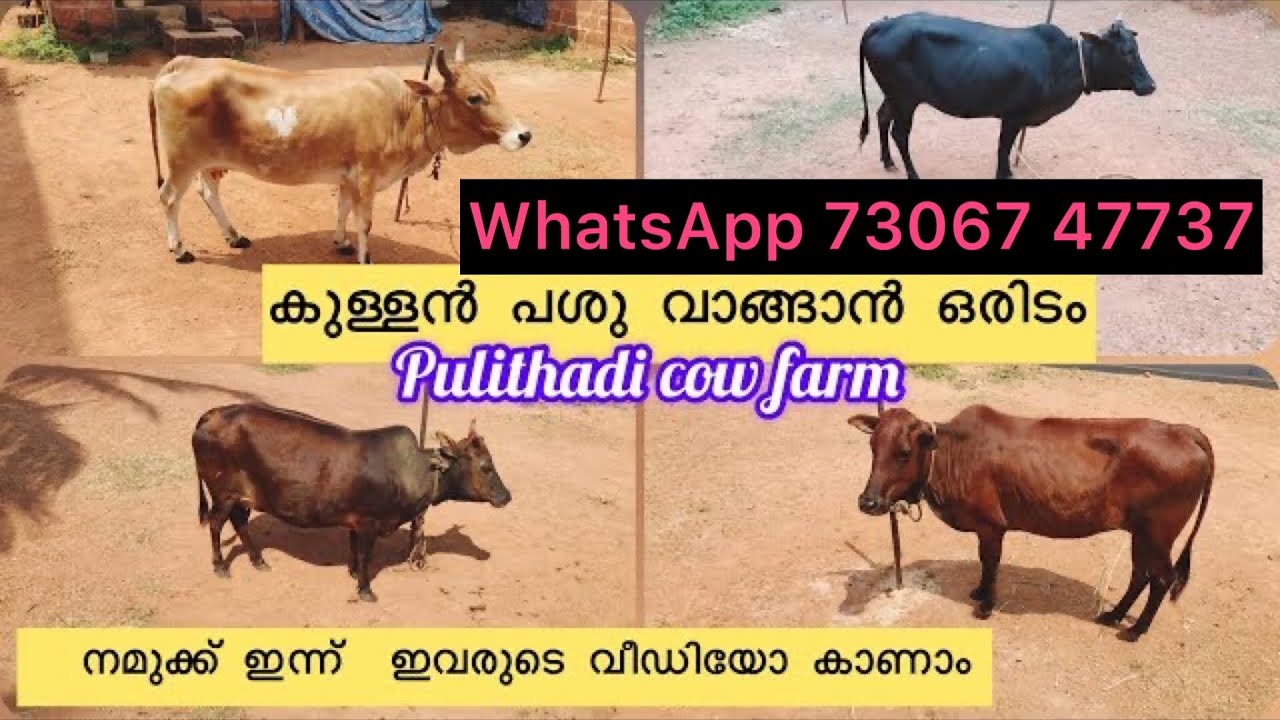 WhatsApp 73067 47737
കുള്ളൻ പശു വാങ്ങാൻ ഒരിടം
Pulithadi cow farm
നമുക്ക് ഇന്ന് ഇവരുടെ വീഡിയോ കാണാം